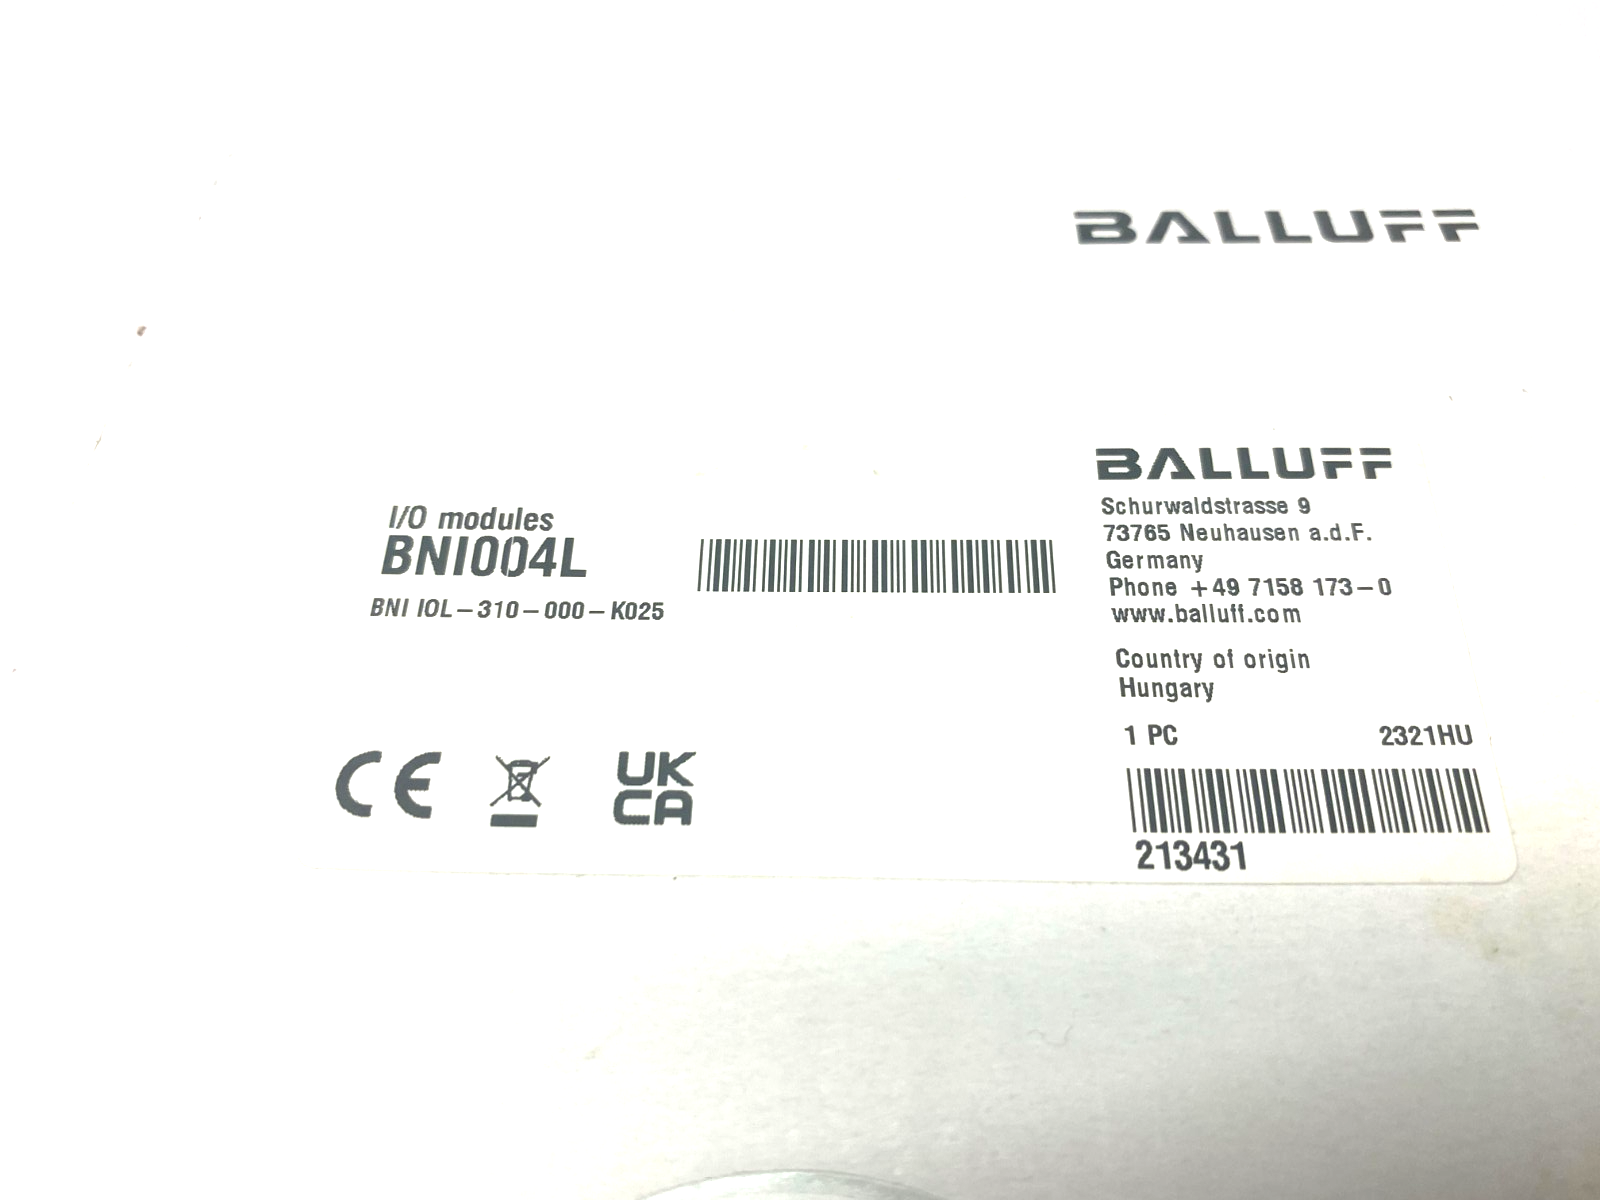 BALLUFF
I/O modules
BNI004L
BNI IOL-310-000-K025
CE
UK
CA
BALLUFF
Schurwaldstrasse 9
73765 Neuhausen a.d.F.
Germany
Phone +49 7158 173-0
www.balluff.com
Country of origin
Hungary
1 PC 2321HU
213431